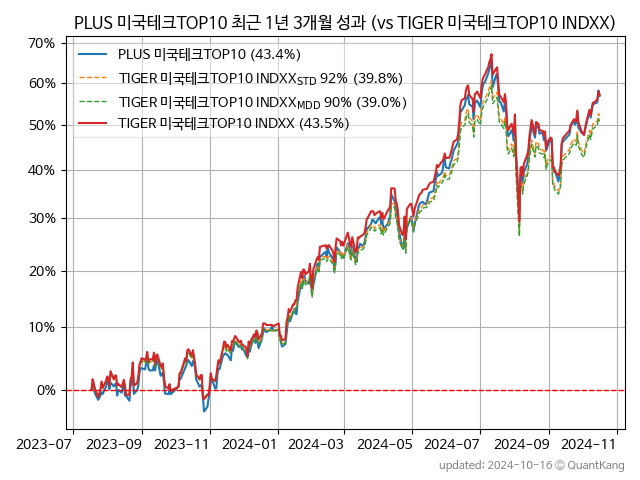 PLUS 미국테크TOP10 최근 1년 3개월 성과 (vs TIGER 미국테크TOP10 INDXX)
70%
60%
50%
40%
30%
20%
10%
0%
PLUS 미국테크TOP10 (43.4%)
TIGER 미국테크TOP10 INDXX STD 92% (39.8%)
TIGER 미국테크TOP10 INDXX MDD 90% (39.0%)
TIGER 미국테크TOP10 INDXX (43.5%)
2023-07 2023-09 2023-11 2024-01 2024-03 2024-05 2024-07 2024-09 2024-11
updated: 2024-10-16 © QuantKang